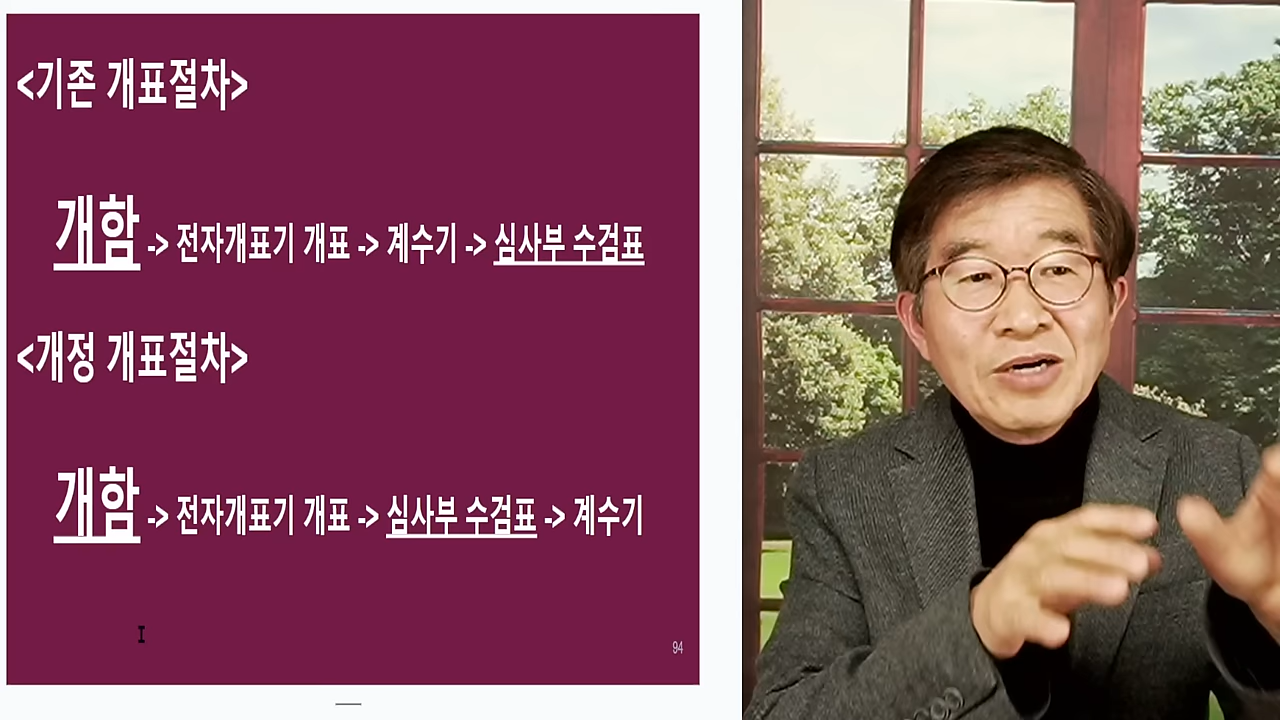 <기존 개표절차>
개함 -> 전자개표기 개표 -> 계수기 -> 심사부 수검표
<개정 개표절차>
개함 -> 전자개표기 개표 -> 심사부 수검표 -> 계수기
94